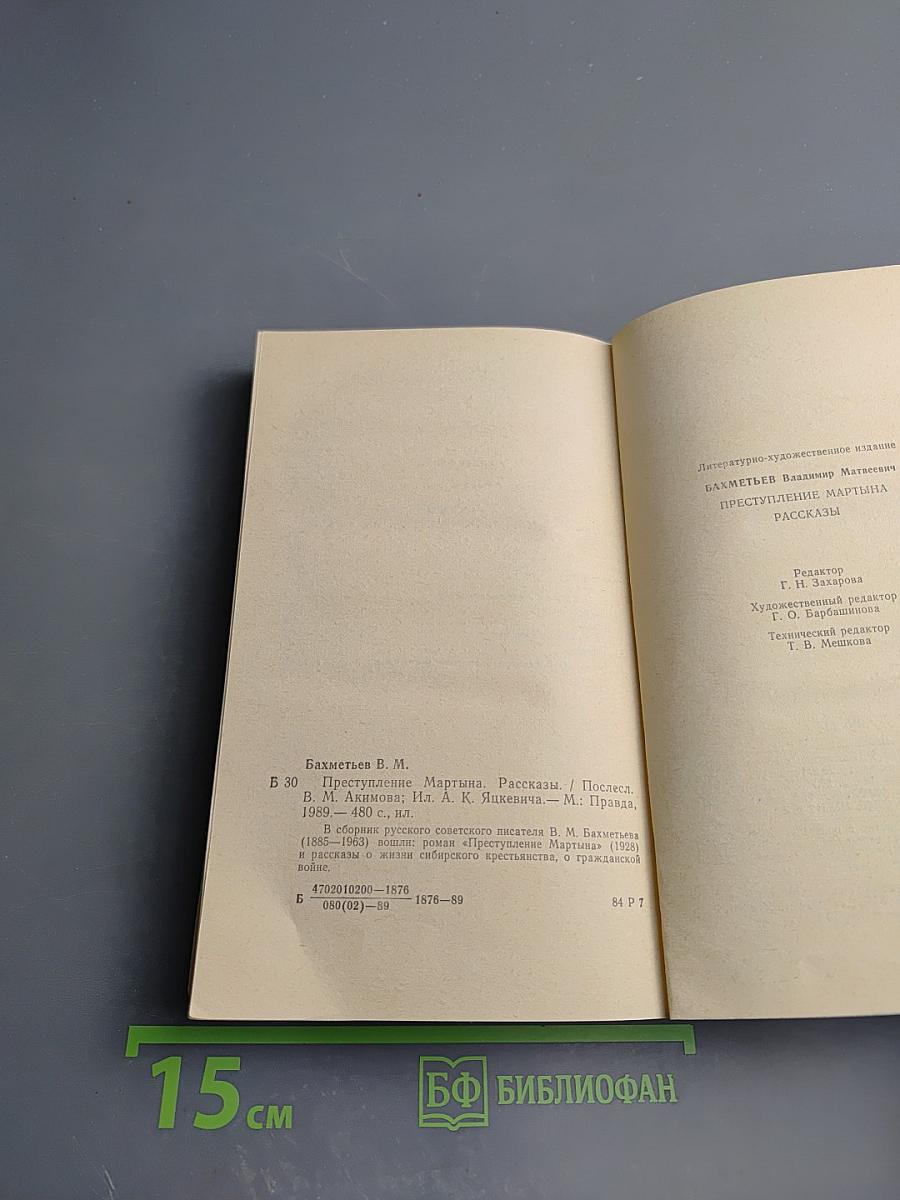 Бахметьев В. М.
Б 30 Преступление Мартына. Рассказы. / Послесл.
В. М. Акимова; Ил. А. К. Яцкевича.— М.: Правда,
1989.— 480 с., ил.
В сборник русского советского писателя В. М. Бахметьева
(1885—1963) вошли: роман «Преступление Мартына» (1928)
и рассказы о жизни сибирского крестьянства, о гражданской
войне.
4702010200—1876
Б 1876—89
080(02)—89
84 Р 7
Литературно-художественное издание
БАХМЕТЬЕВ Владимир Матвеевич
ПРЕСТУПЛЕНИЕ МАРТЫНА
РАССКАЗЫ
Редактор
Г. Н. Захарова
Художественный редактор
Г. О. Барбашинова
Технический редактор
Т. В. Мешкова
15 см
БФ БИБЛИОФАН